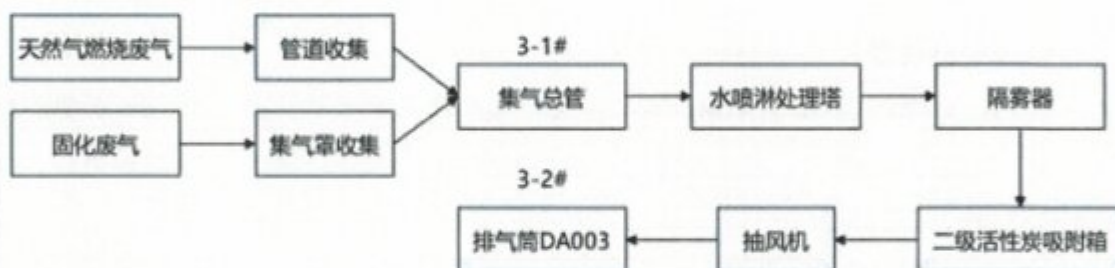 天然气燃烧废气
管道收集
3-1#
集气总管
水喷淋处理塔
隔雾器
固化废气
集气罩收集
3-2#
排气筒DA003
抽风机
二级活性炭吸附箱